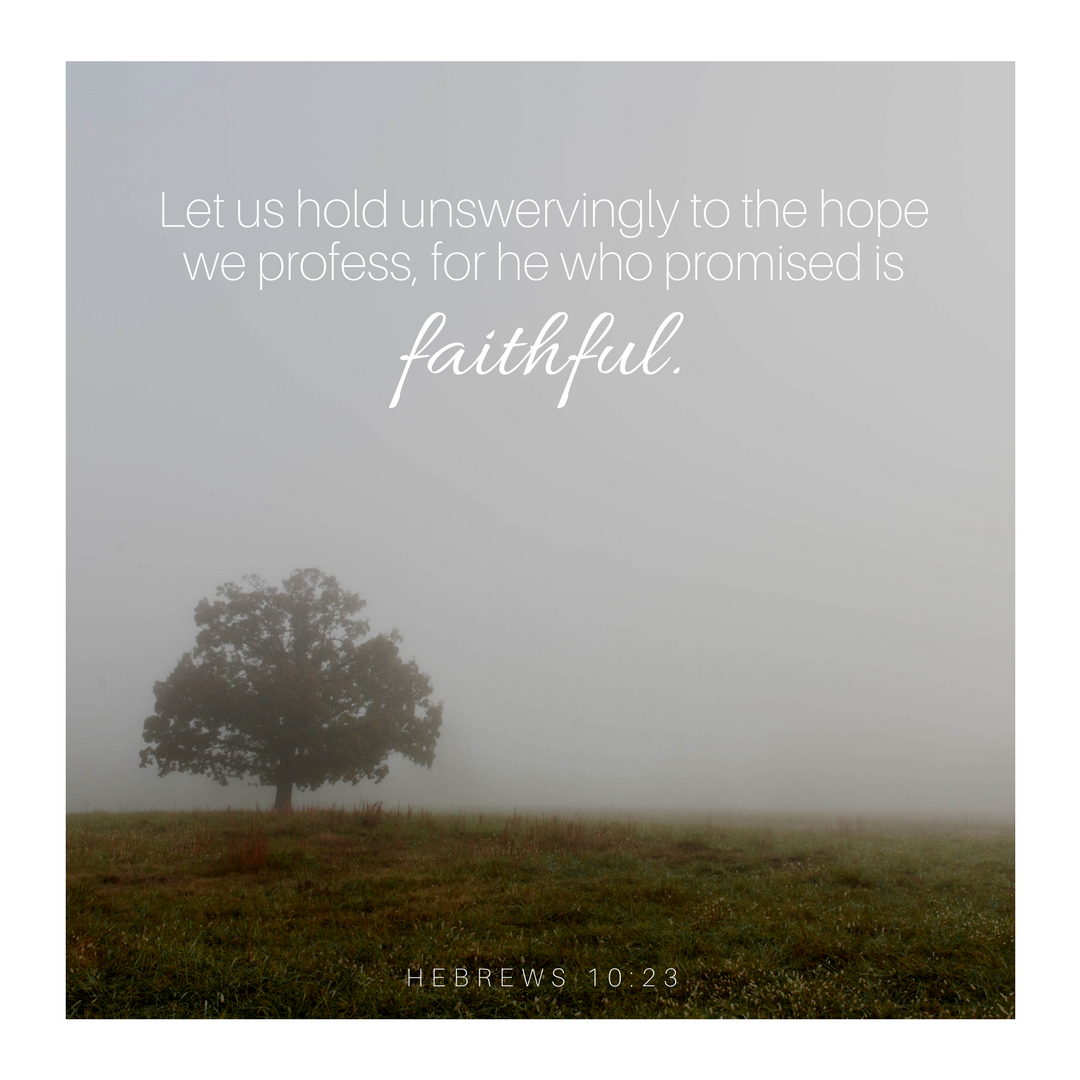 Let us hold unswervingly to the hope
we profess, for he who promised is
faithful.
HEBREWS 10:23